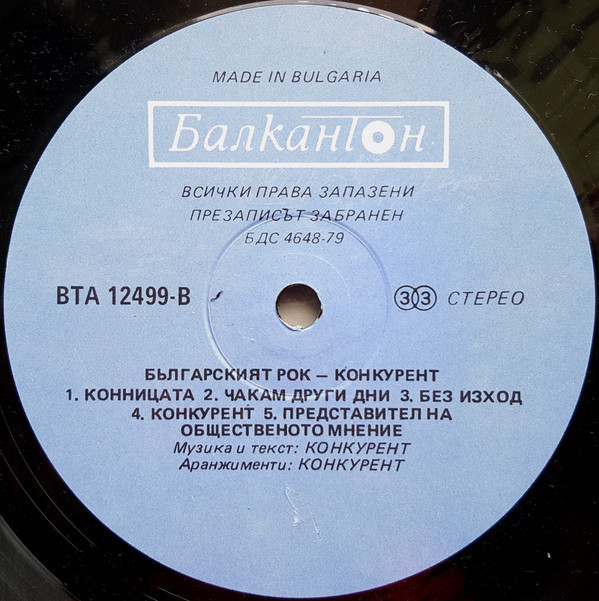 MADE IN BULGARIA
Балкантон
ВСИЧКИ ПРАВА ЗАПАЗЕНИ
ПРЕЗАПИСЪТ ЗАБРАНЕН
БДС 4648-79
ВТА 12499-В
33 СТЕРЕО
БЪЛГАРСКИЯТ РОК — КОНКУРЕНТ
1. КОННИЦАТА 2. ЧАКАМ ДРУГИ ДНИ 3. БЕЗ ИЗХОД
4. КОНКУРЕНТ 5. ПРЕДСТАВИТЕЛ НА
ОБЩЕСТВЕНОТО МНЕНИЕ
Музика и текст: КОНКУРЕНТ
Аранжименти: КОНКУРЕНТ